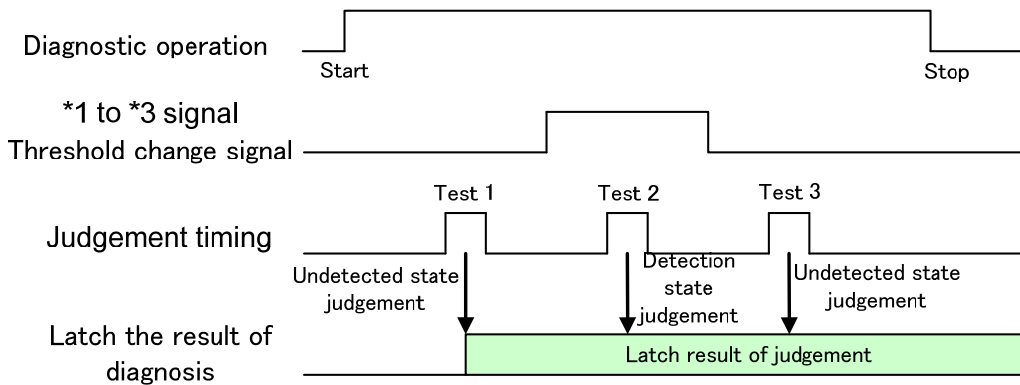 Diagnostic operation
Start
Stop
*1 to *3 signal
Threshold change signal
Test 1
Test 2
Test 3
Judgement timing
Undetected state
judgement
Detection
state
judgement
Undetected state
judgement
Latch the result of
diagnosis
Latch result of judgement